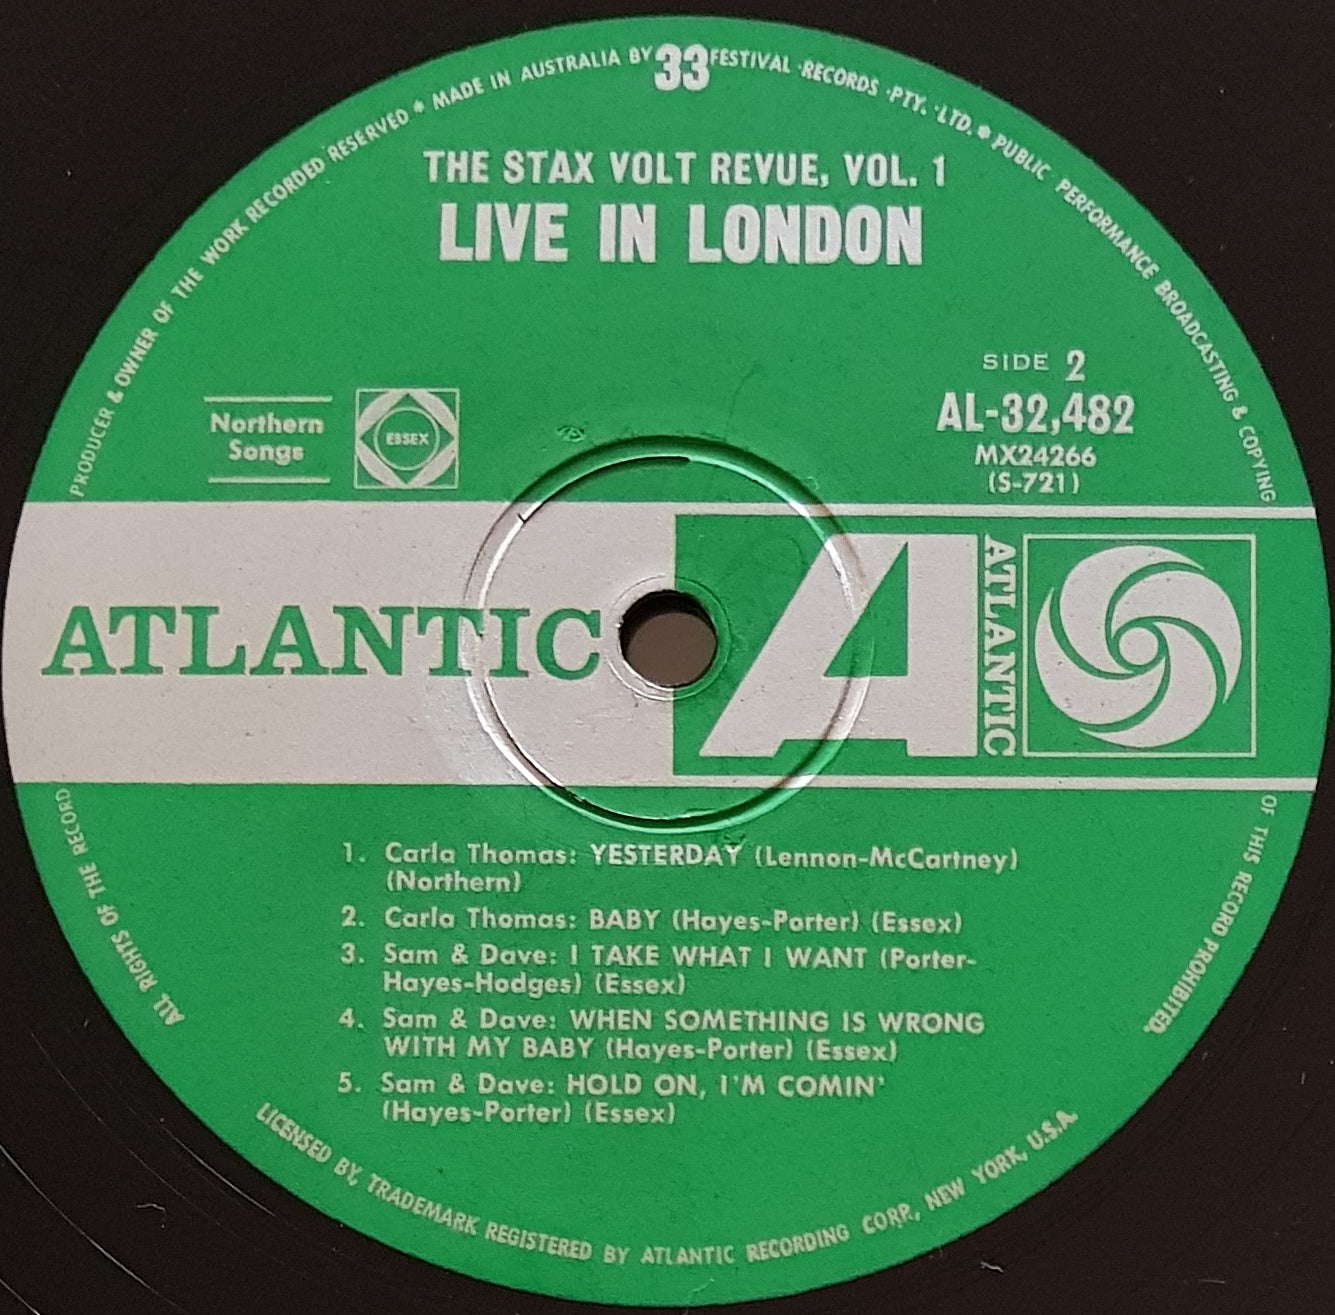 MADE IN AUSTRALIA BY 33 FESTIVAL RECORDS PTY. LTD. • PUBLIC PERFORMANCE BROADCASTING & COPYING
OF THIS RECORD PROHIBITED.
ALL RIGHTS OF THE RECORD
PRODUCER & OWNER OF THE WORK RECORDED RESERVED •
THE STAX VOLT REVUE, VOL. 1
LIVE IN LONDON
Northern
Songs
ESSEX
SIDE 2
AL-32,482
MX24266
(S-721)
ATLANTIC
A
ATLANTIC
1. Carla Thomas: YESTERDAY (Lennon-McCartney)
(Northern)
2. Carla Thomas: BABY (Hayes-Porter) (Essex)
3. Sam & Dave: I TAKE WHAT I WANT (Porter-
Hayes-Hodges) (Essex)
4. Sam & Dave: WHEN SOMETHING IS WRONG
WITH MY BABY (Hayes-Porter) (Essex)
5. Sam & Dave: HOLD ON, I'M COMIN'
(Hayes-Porter) (Essex)
LICENSED BY, TRADEMARK REGISTERED BY ATLANTIC RECORDING CORP., NEW YORK, U.S.A.